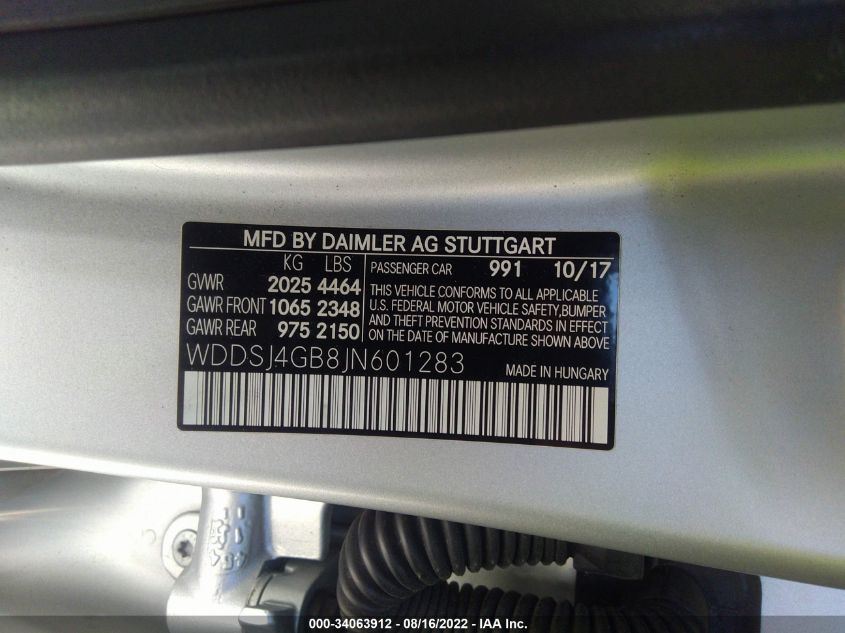 MFD BY DAIMLER AG STUTTGART
KG LBS
GVWR 2025 4464
GAWR FRONT 1065 2348
GAWR REAR 975 2150
PASSENGER CAR 991 10/17
THIS VEHICLE CONFORMS TO ALL APPLICABLE
U.S. FEDERAL MOTOR VEHICLE SAFETY,BUMPER
AND THEFT PREVENTION STANDARDS IN EFFECT
ON THE DATE OF MANUFACTURE SHOWN ABOVE
WDDSJ4GB8JN601283
MADE IN HUNGARY
000-34063912 - 08/16/2022 - IAA Inc.